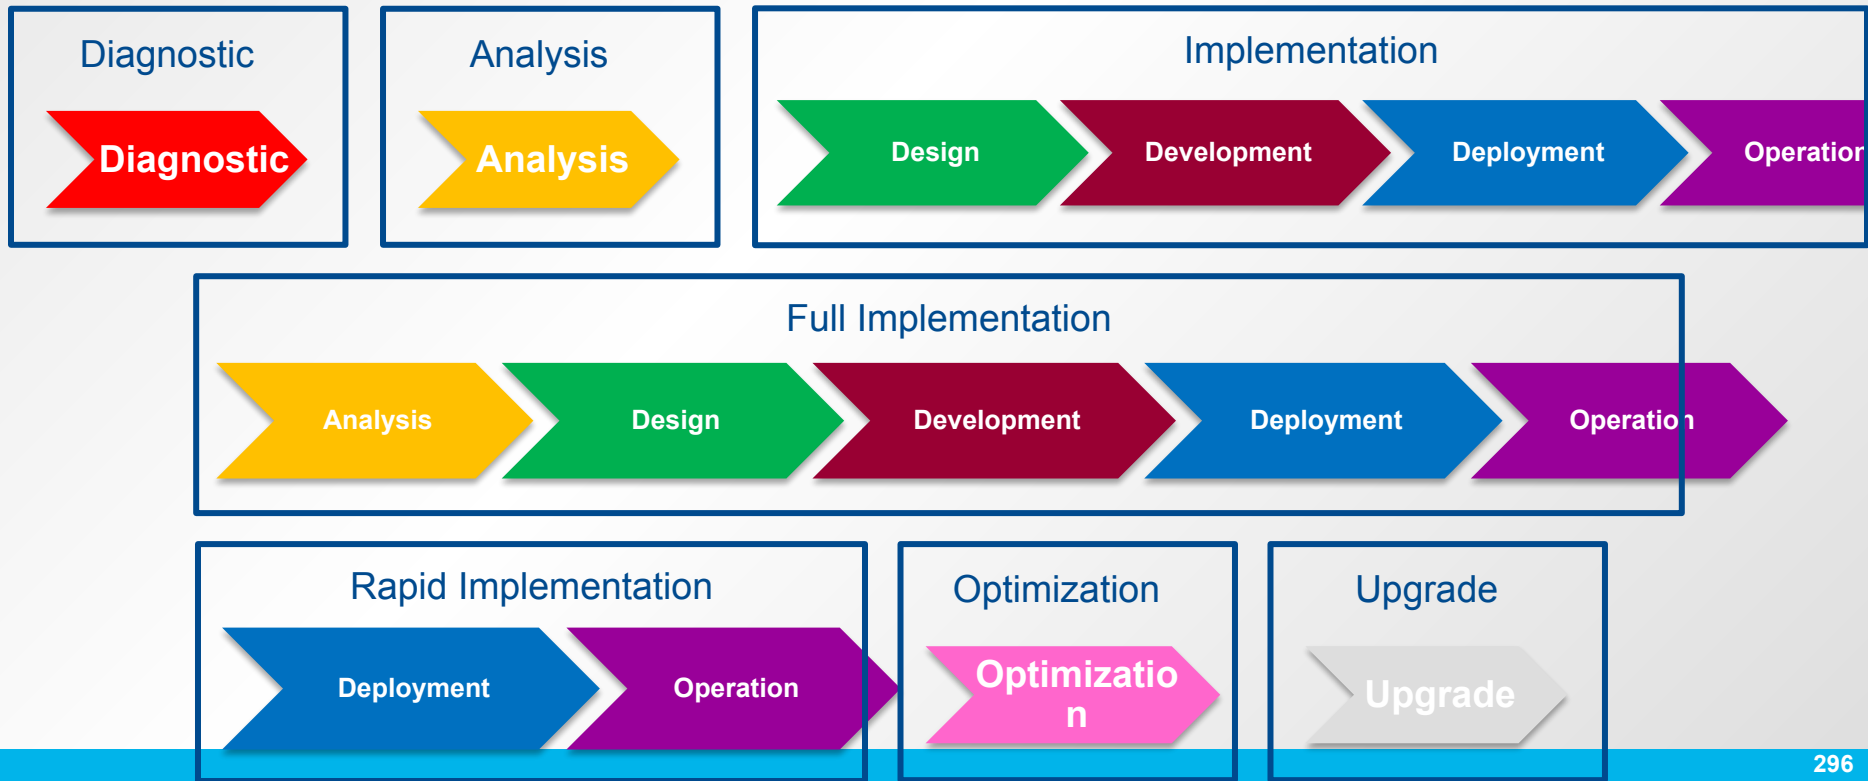 Diagnostic
Analysis
Implementation
Diagnostic
Analysis
Design
Development
Deployment
Operation
Full Implementation
Analysis
Design
Development
Deployment
Operation
Rapid Implementation
Optimization
Upgrade
Deployment
Operation
Optimizatio
n
Upgrade
296